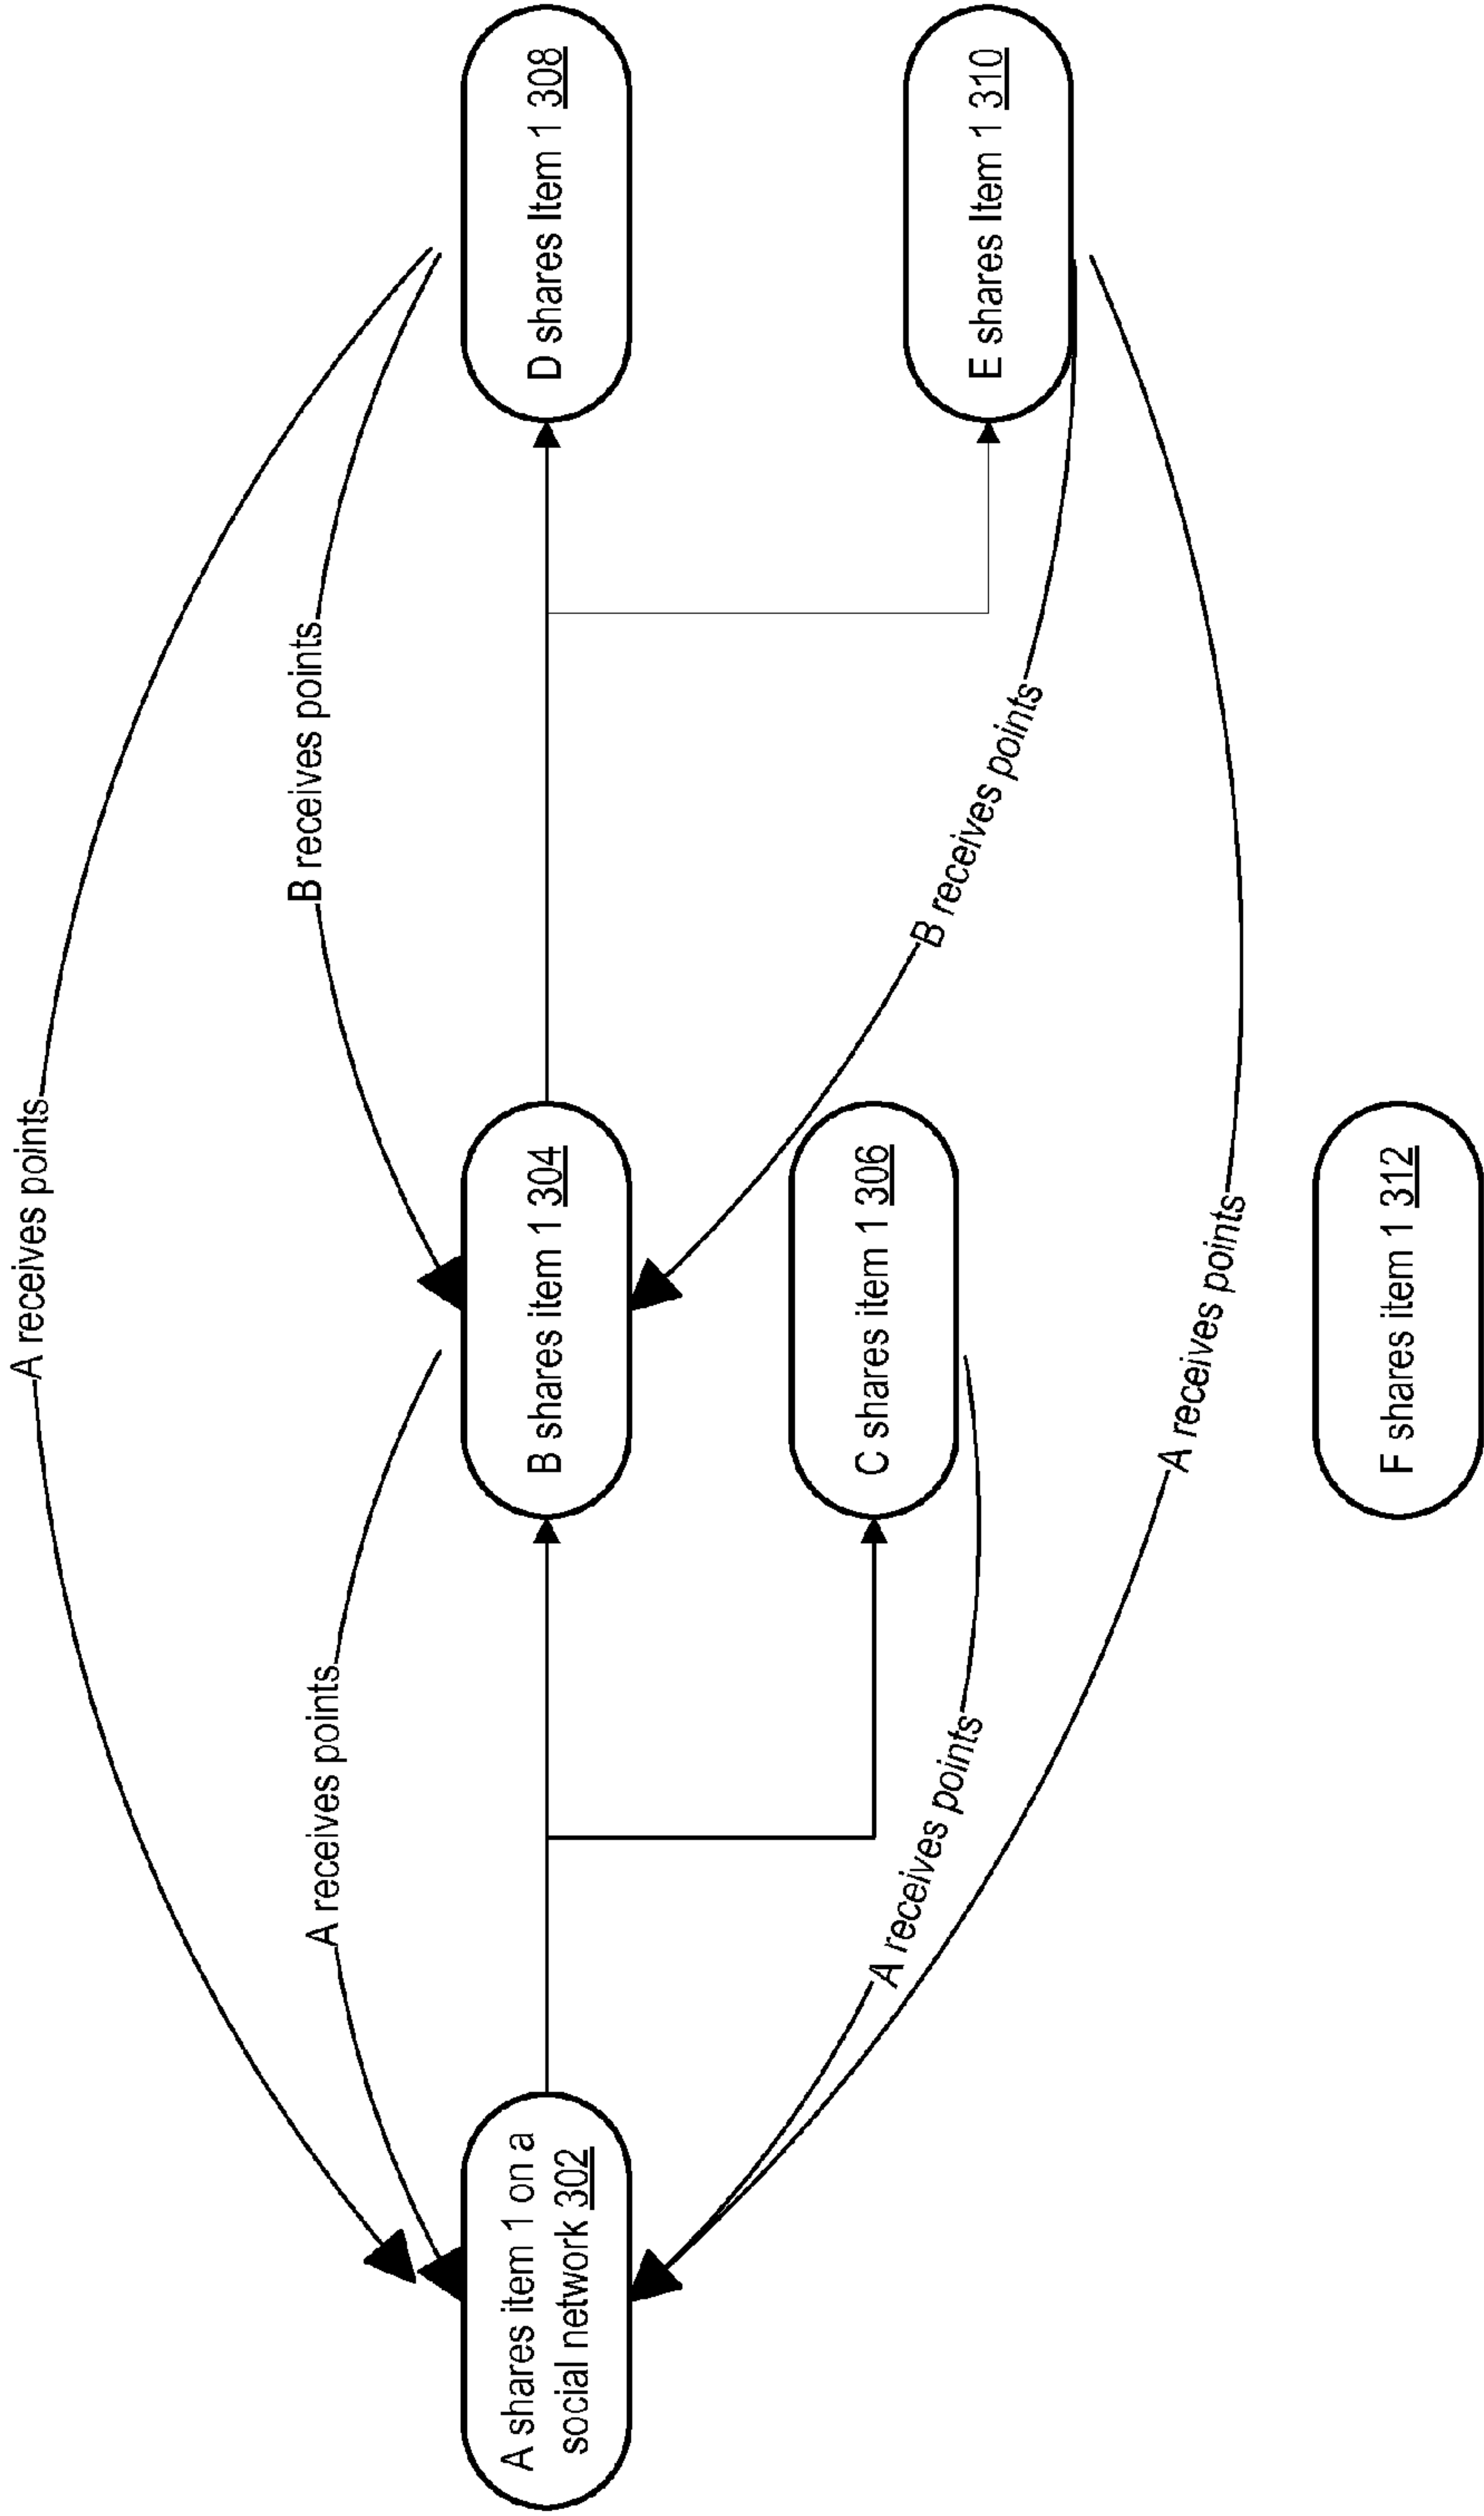 A receives points
B receives points
A receives points
A shares item 1 on a
social network 302
B shares item 1 304
D shares Item 1 308
C shares item 1 306
E shares Item 1 310
B receives points
A receives points
A receives points
F shares item 1 312